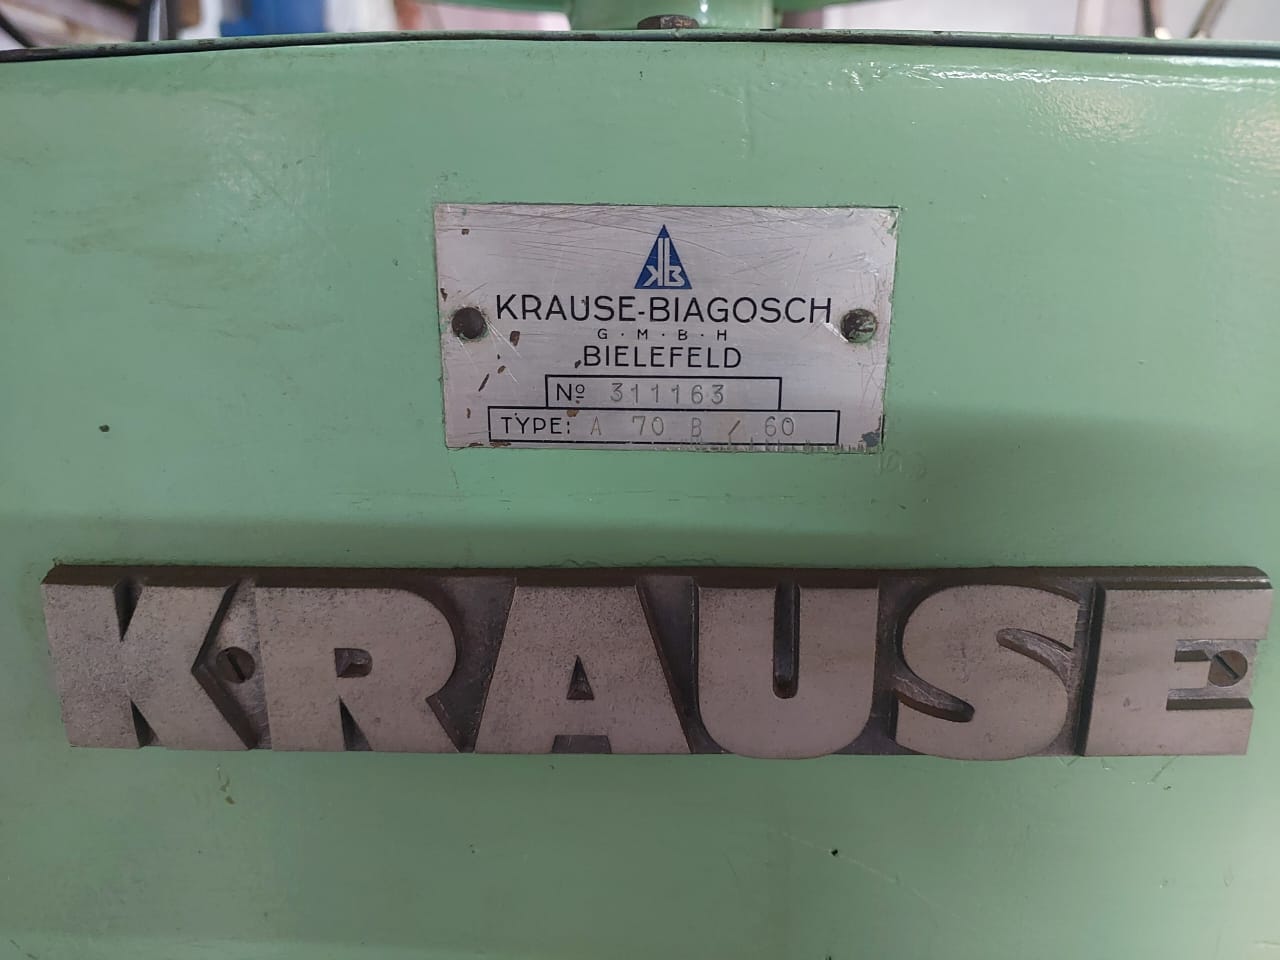 KB
KRAUSE-BIAGOSCH
G·M·B·H
BIELEFELD
Nº 311163
TYPE: A 70 B / 60
KRAUSE